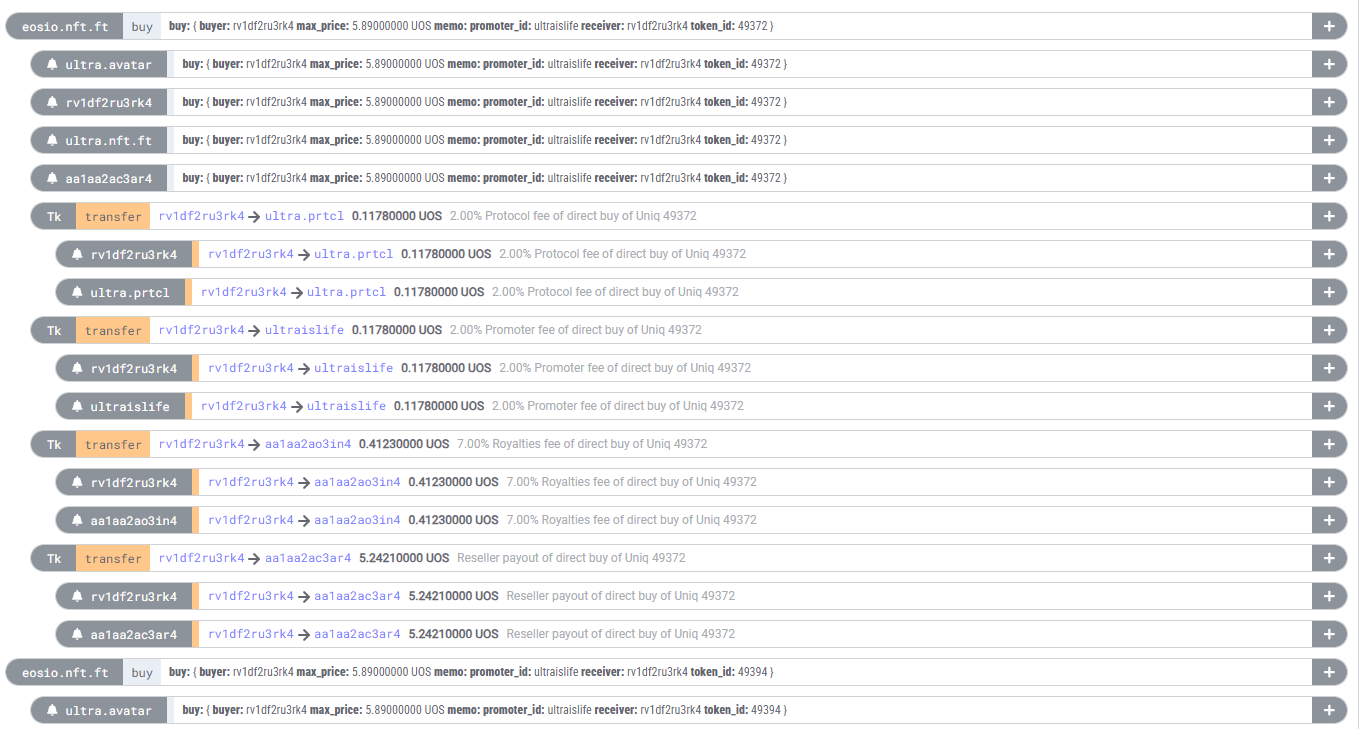 eosio.nft.ft buy buy: { buyer: rv1df2ru3rk4 max_price: 5.89000000 UOS memo: promoter_id: ultraislife receiver: rv1df2ru3rk4 token_id: 49372 } +
ultra.avatar buy: { buyer: rv1df2ru3rk4 max_price: 5.89000000 UOS memo: promoter_id: ultraislife receiver: rv1df2ru3rk4 token_id: 49372 } +
rv1df2ru3rk4 buy: { buyer: rv1df2ru3rk4 max_price: 5.89000000 UOS memo: promoter_id: ultraislife receiver: rv1df2ru3rk4 token_id: 49372 } +
ultra.nft.ft buy: { buyer: rv1df2ru3rk4 max_price: 5.89000000 UOS memo: promoter_id: ultraislife receiver: rv1df2ru3rk4 token_id: 49372 } +
aa1aa2ac3ar4 buy: { buyer: rv1df2ru3rk4 max_price: 5.89000000 UOS memo: promoter_id: ultraislife receiver: rv1df2ru3rk4 token_id: 49372 } +
Tk transfer rv1df2ru3rk4 → ultra.prtcl 0.11780000 UOS 2.00% Protocol fee of direct buy of Uniq 49372 +
rv1df2ru3rk4 rv1df2ru3rk4 → ultra.prtcl 0.11780000 UOS 2.00% Protocol fee of direct buy of Uniq 49372 +
ultra.prtcl rv1df2ru3rk4 → ultra.prtcl 0.11780000 UOS 2.00% Protocol fee of direct buy of Uniq 49372 +
Tk transfer rv1df2ru3rk4 → ultraislife 0.11780000 UOS 2.00% Promoter fee of direct buy of Uniq 49372 +
rv1df2ru3rk4 rv1df2ru3rk4 → ultraislife 0.11780000 UOS 2.00% Promoter fee of direct buy of Uniq 49372 +
ultraislife rv1df2ru3rk4 → ultraislife 0.11780000 UOS 2.00% Promoter fee of direct buy of Uniq 49372 +
Tk transfer rv1df2ru3rk4 → aa1aa2ao3in4 0.41230000 UOS 7.00% Royalties fee of direct buy of Uniq 49372 +
rv1df2ru3rk4 rv1df2ru3rk4 → aa1aa2ao3in4 0.41230000 UOS 7.00% Royalties fee of direct buy of Uniq 49372 +
aa1aa2ao3in4 rv1df2ru3rk4 → aa1aa2ao3in4 0.41230000 UOS 7.00% Royalties fee of direct buy of Uniq 49372 +
Tk transfer rv1df2ru3rk4 → aa1aa2ac3ar4 5.24210000 UOS Reseller payout of direct buy of Uniq 49372 +
rv1df2ru3rk4 rv1df2ru3rk4 → aa1aa2ac3ar4 5.24210000 UOS Reseller payout of direct buy of Uniq 49372 +
aa1aa2ac3ar4 rv1df2ru3rk4 → aa1aa2ac3ar4 5.24210000 UOS Reseller payout of direct buy of Uniq 49372 +
eosio.nft.ft buy buy: { buyer: rv1df2ru3rk4 max_price: 5.89000000 UOS memo: promoter_id: ultraislife receiver: rv1df2ru3rk4 token_id: 49394 } +
ultra.avatar buy: { buyer: rv1df2ru3rk4 max_price: 5.89000000 UOS memo: promoter_id: ultraislife receiver: rv1df2ru3rk4 token_id: 49394 } +